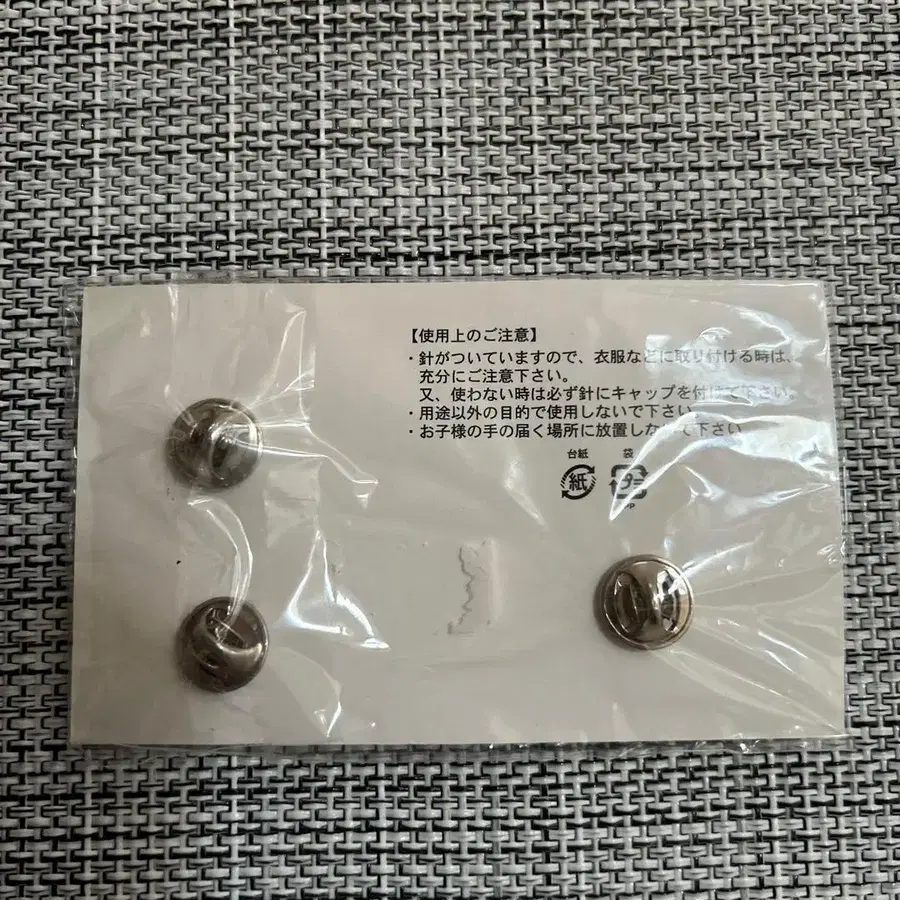 【使用上のご注意】
・針がついていますので、衣服などに取り付ける時は、
充分にご注意下さい。
又、使わない時は必ず針にキャップを付けて下さい。
・用途以外の目的で使用しないで下さい。
・お子様の手の届く場所に放置しないで下さい
台紙 袋
紙 プラ
PP